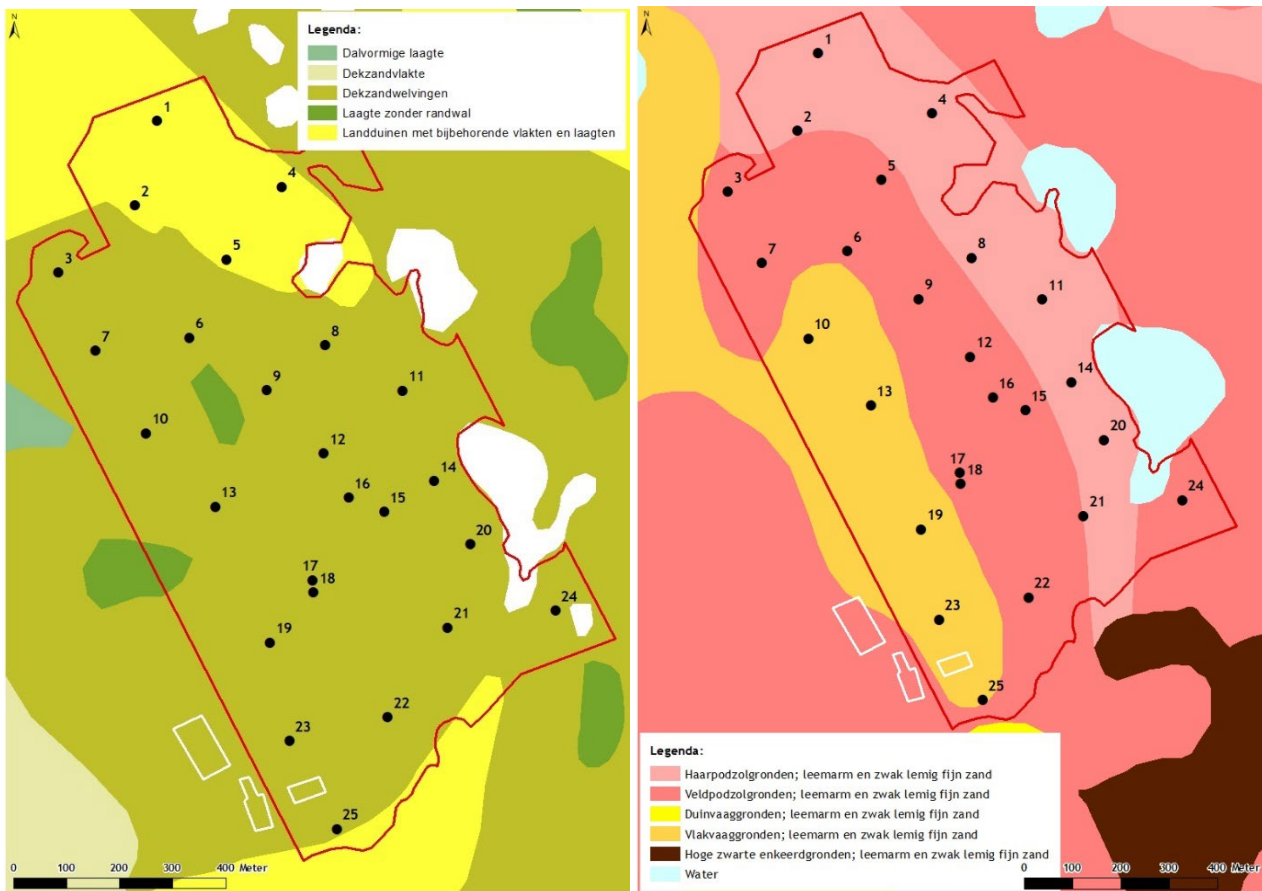 N
Legenda:
Dalvormige laagte
Dekzandvlakte
Dekzandwelvingen
Laagte zonder randwal
Landduinen met bijbehorende vlakten en laagten
1
2
4
3
5
6
7
8
9
11
10
12
14
16
15
13
20
17
18
24
21
19
22
23
25
0 100 200 300 400 Meter
N
1
4
2
5
3
6
8
7
9
11
10
12
14
16
15
13
20
17
18
24
21
19
22
23
25
Legenda:
Haarpodzolgronden; leemarm en zwak lemig fijn zand
Veldpodzolgronden; leemarm en zwak lemig fijn zand
Duinvaaggronden; leemarm en zwak lemig fijn zand
Vlakvaaggronden; leemarm en zwak lemig fijn zand
Hoge zwarte enkeerdgronden; leemarm en zwak lemig fijn zand
Water
0 100 200 300 400 Meter